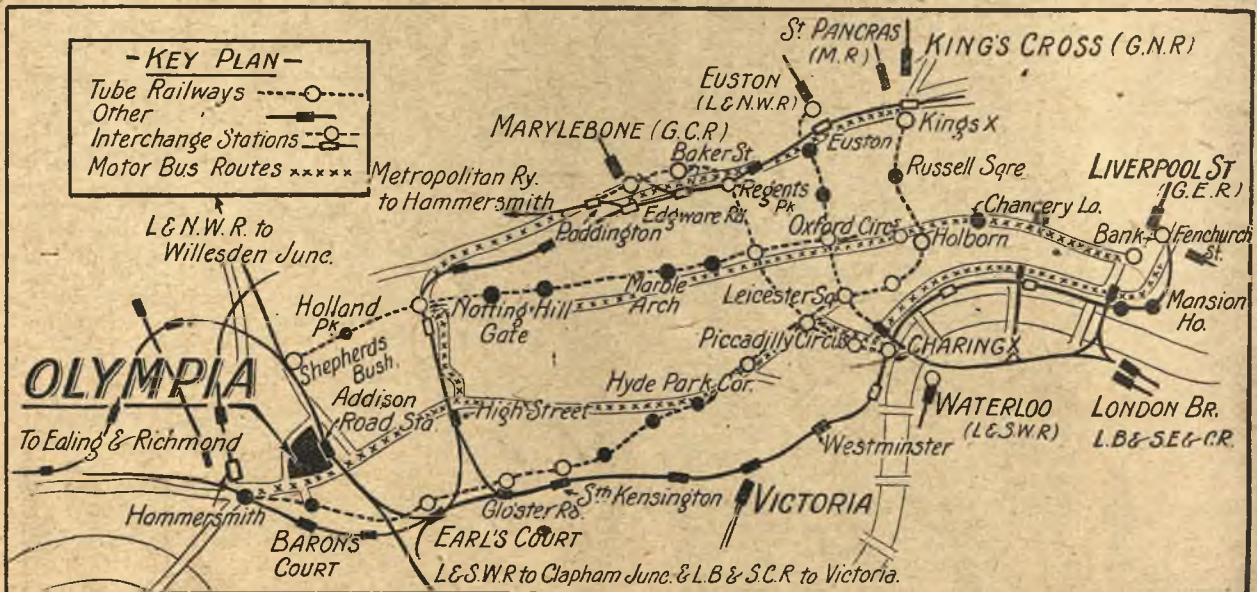 - KEY PLAN -
Tube Railways
Other
Interchange Stations
Motor Bus Routes xxxxxxx
St PANCRAS
(M.R)
KING'S CROSS (G.N.R)
EUSTON
(L&N.W.R)
MARYLEBONE (G.C.R)
Baker St
Euston
Kings X
Russell Sqre
LIVERPOOL ST
(G.E.R)
Metropolitan Ry.
to Hammersmith
Regents
Pk
Edgware Rd.
Paddington
Chancery La.
Oxford Circs
Holborn
Bank
Fenchurch
St.
L&N.W.R. to
Willesden Junc.
Holland
Pk
Notting Hill
Gate
Marble
Arch
Leicester Sq
Mansion
Ho.
Shepherds
Bush.
Piccadilly Circus
CHARING X
OLYMPIA
Addison
Road Sta
Hyde Park Cor.
High Street
To Ealing & Richmond
WATERLOO
(L&S.W.R)
LONDON BR.
L.B & S.E & C.R.
Westminster
Hammersmith
Gloster Rd.
Sth Kensington
VICTORIA
BARON'S
COURT
EARL'S COURT
L&S.W.R to Clapham Junc. & L.B & S.C.R to Victoria.